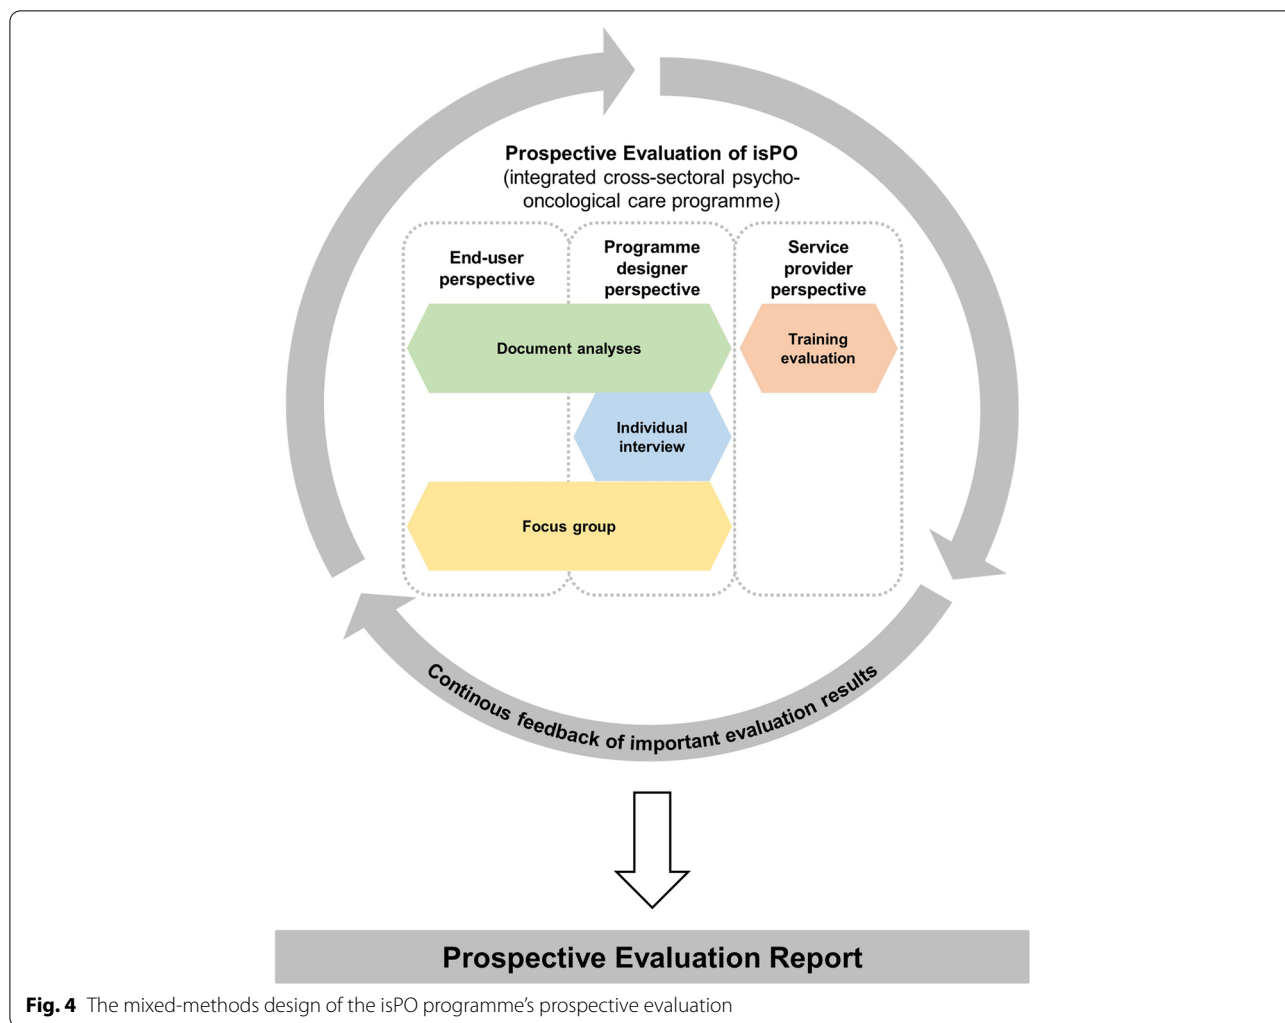 Prospective Evaluation of isPO
(integrated cross-sectoral psycho-
oncological care programme)
End-user
perspective
Programme
designer
perspective
Service
provider
perspective
Document analyses
Training
evaluation
Individual
interview
Focus group
Continous feedback of important evaluation results
Prospective Evaluation Report
Fig. 4 The mixed-methods design of the isPO programme’s prospective evaluation